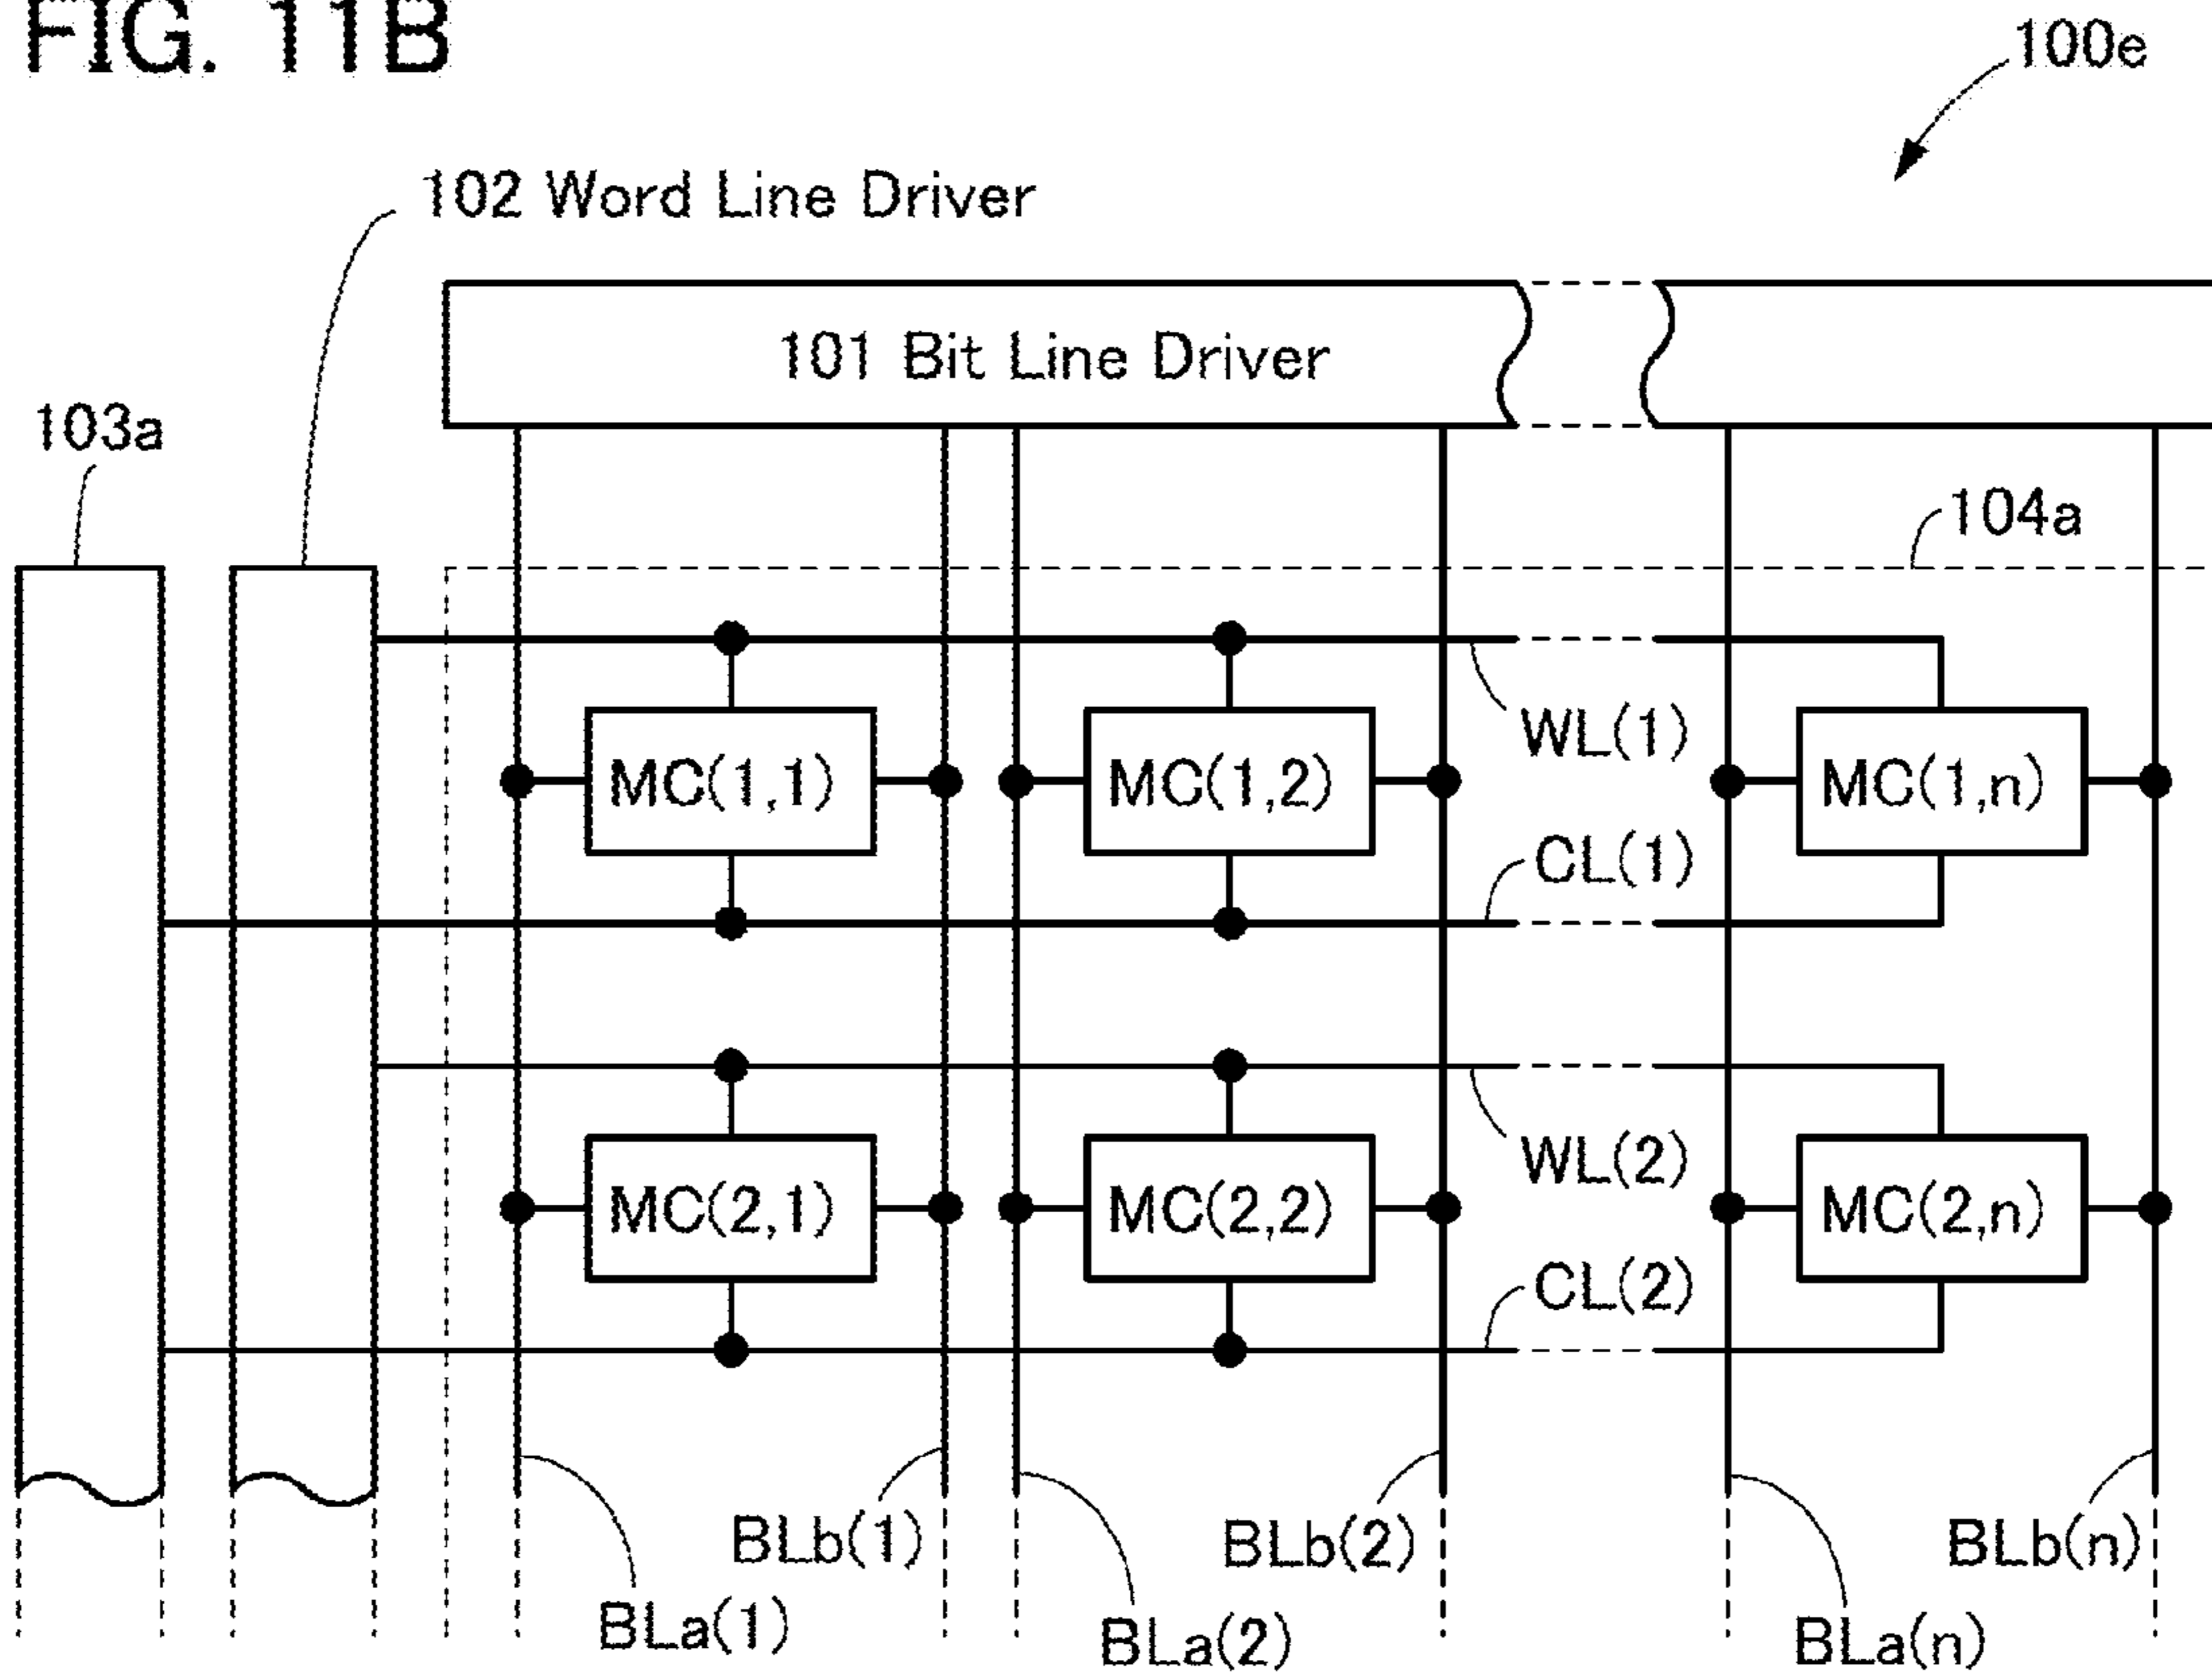 FIG. 11B
100e
102 Word Line Driver
101 Bit Line Driver
103a
104a
WL(1)
MC(1,1)
MC(1,2)
MC(1,n)
CL(1)
WL(2)
MC(2,1)
MC(2,2)
MC(2,n)
CL(2)
BLb(1)
BLb(2)
BLb(n)
BLa(1)
BLa(2)
BLa(n)